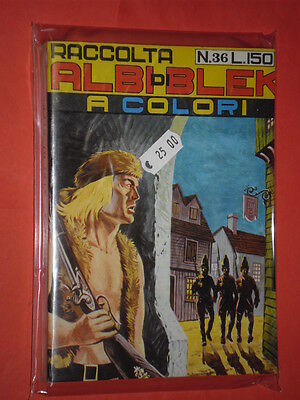 RACCOLTA
N.36 L.150
ALBI di BLEK
A COLORI
€ 25 00